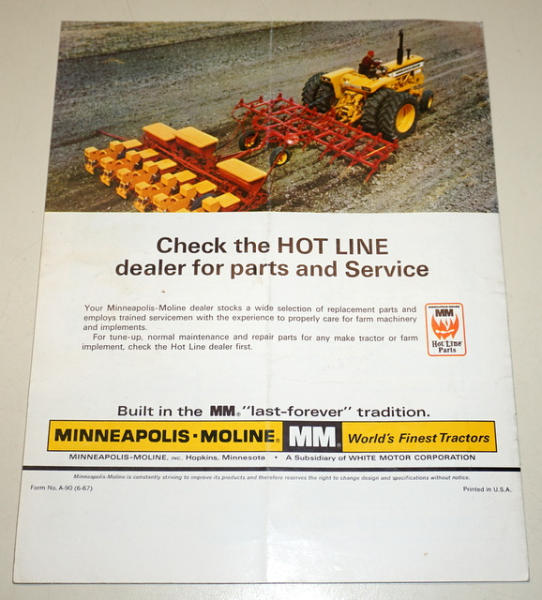 Check the HOT LINE
dealer for parts and Service
Your Minneapolis-Moline dealer stocks a wide selection of replacement parts and
employs trained servicemen with the experience to properly care for farm machinery
and implements.
For tune-up, normal maintenance and repair parts for any make tractor or farm
implement, check the Hot Line dealer first.
MM
Hot Line
Parts
Built in the MM® "last-forever" tradition.
MINNEAPOLIS-MOLINE® MM® World's Finest Tractors
MINNEAPOLIS-MOLINE, INC. Hopkins, Minnesota • A Subsidiary of WHITE MOTOR CORPORATION
Minneapolis-Moline is constantly striving to improve its products and therefore reserves the right to change design and specifications without notice.
Form No. A-90 (6-67) Printed in U.S.A.